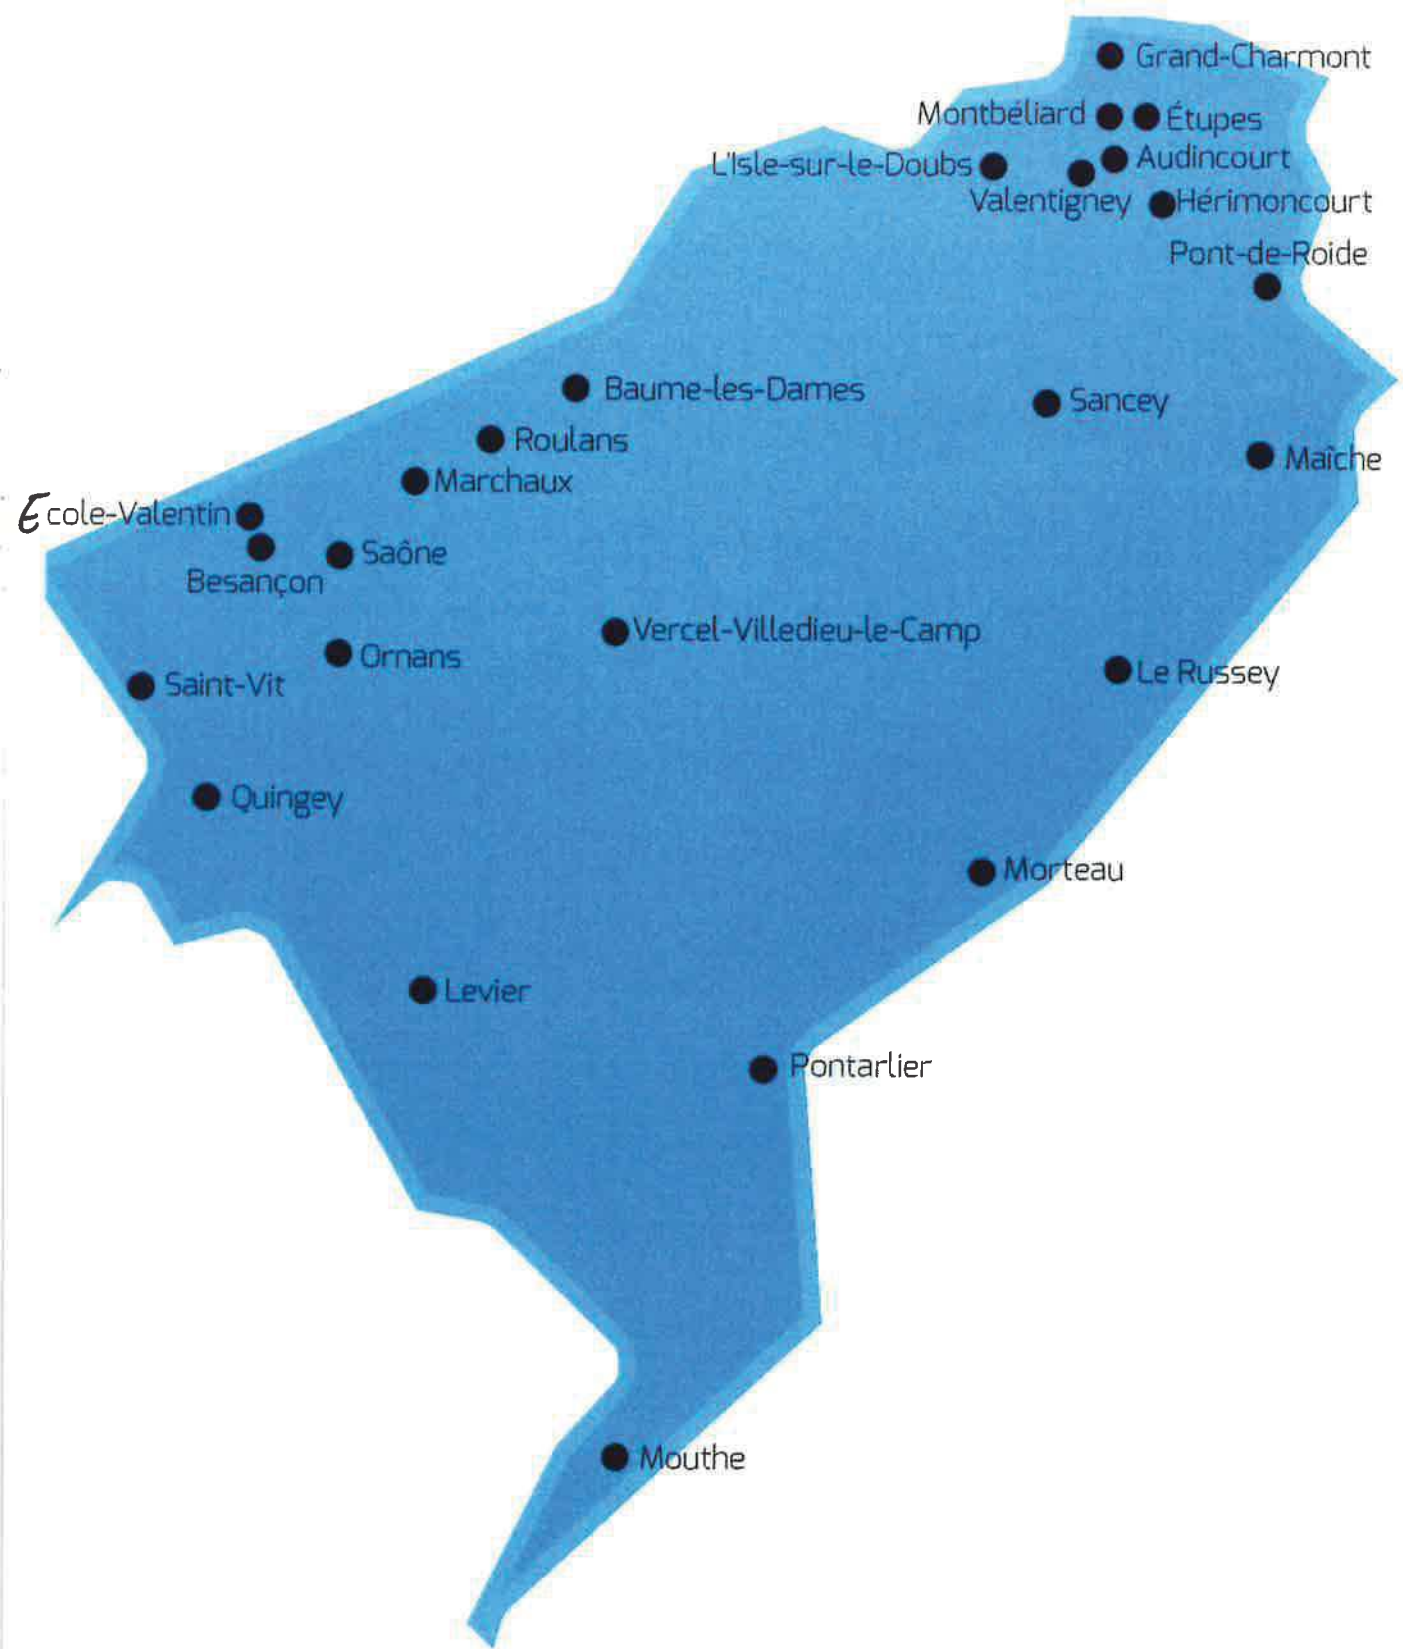 Grand-Charmont
Montbéliard
Étupes
L'Isle-sur-le-Doubs
Audincourt
Valentigney
Hérimoncourt
Pont-de-Roide
Baume-les-Dames
Sancey
Roulans
Maîche
Marchaux
Ecole-Valentin
Saône
Besançon
Vercel-Villedieu-le-Camp
Ornans
Le Russey
Saint-Vit
Quingey
Morteau
Levier
Pontarlier
Mouthe